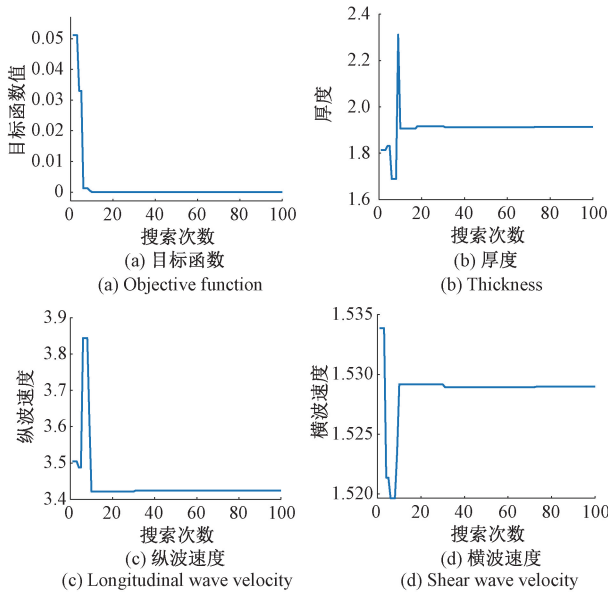 目标函数值
0.05
0.04
0.03
0.02
0.01
0
0 20 40 60 80 100
搜索次数
(a) 目标函数
(a) Objective function
厚度
2.4
2.2
2.0
1.8
1.6
0 20 40 60 80 100
搜索次数
(b) 厚度
(b) Thickness
纵波速度
3.9
3.8
3.7
3.6
3.5
3.4
0 20 40 60 80 100
搜索次数
(c) 纵波速度
(c) Longitudinal wave velocity
横波速度
1.535
1.530
1.525
1.520
0 20 40 60 80 100
搜索次数
(d) 横波速度
(d) Shear wave velocity